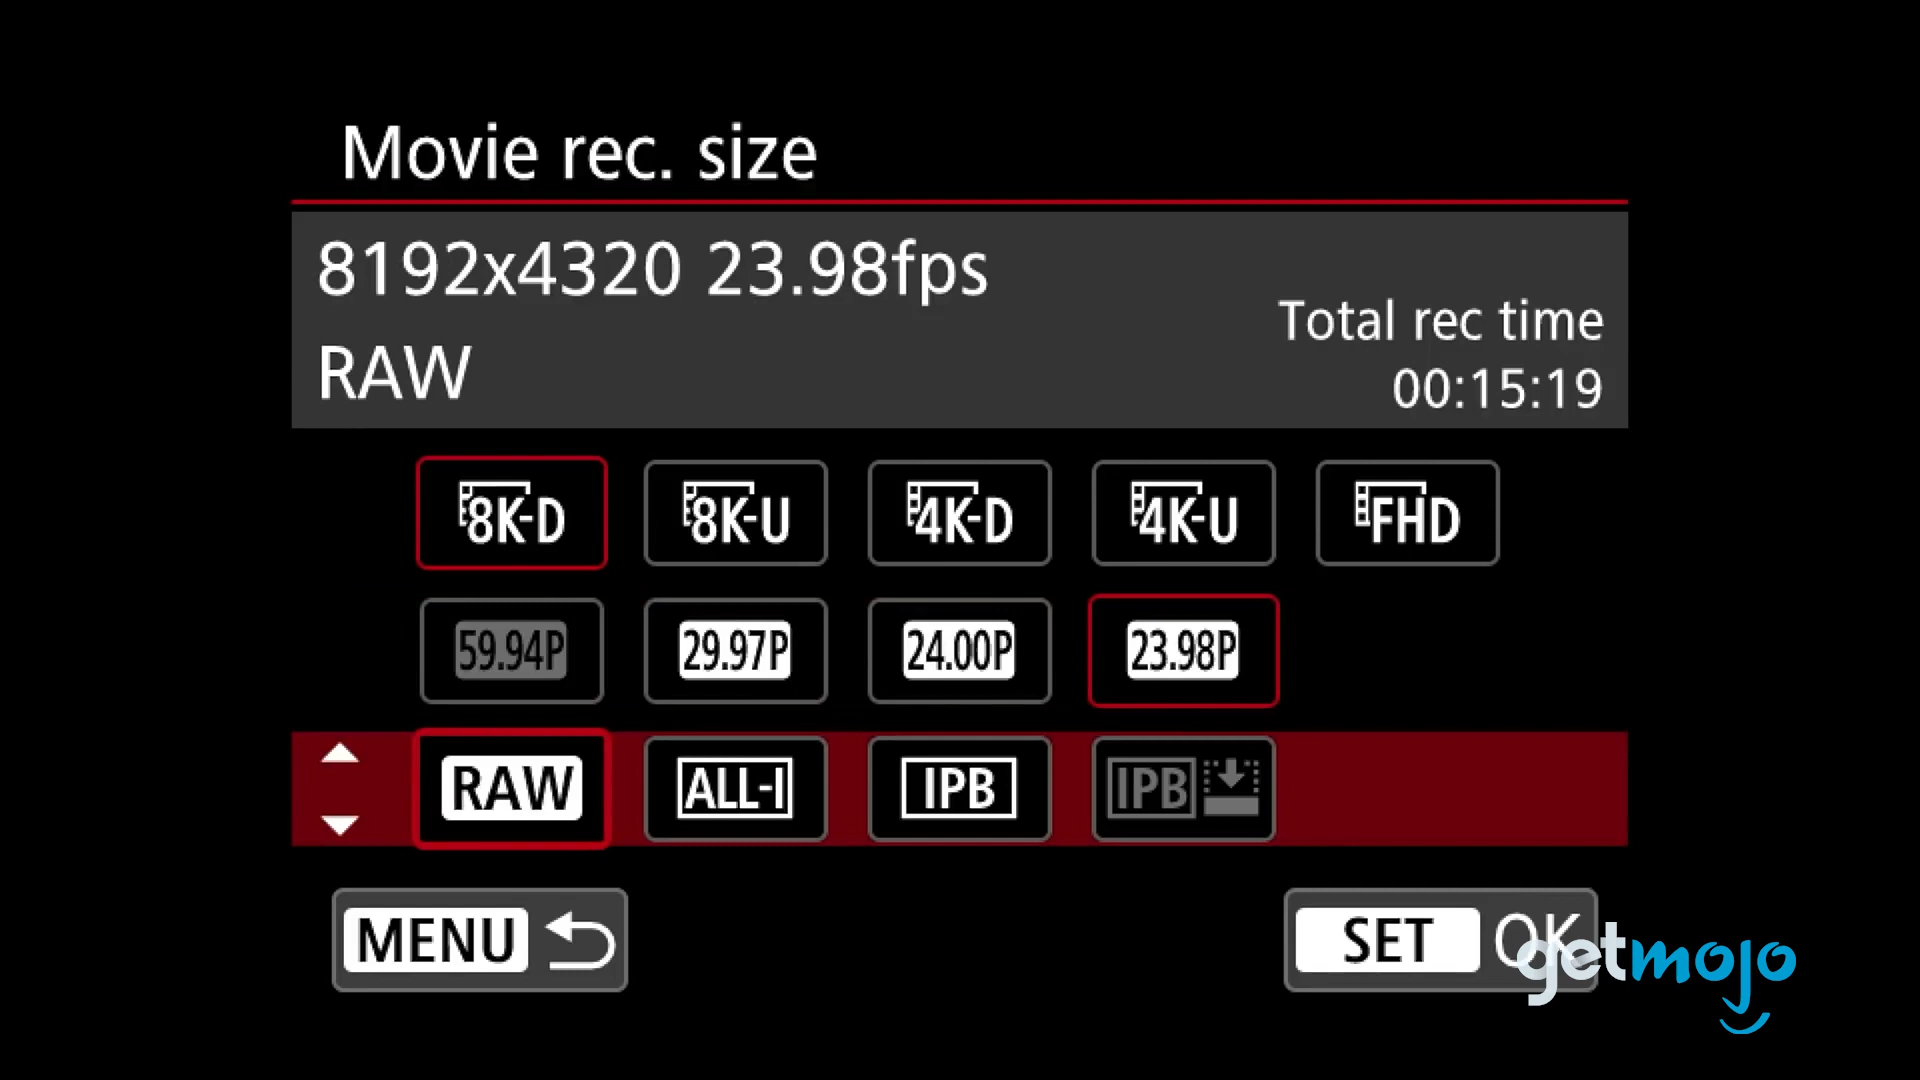 Movie rec. size
8192x4320 23.98fps
RAW
Total rec time
00:15:19
8K-D 8K-U 4K-D 4K-U FHD
59.94P 29.97P 24.00P 23.98P
RAW ALL-I IPB IPB
MENU SET OK
getmojo